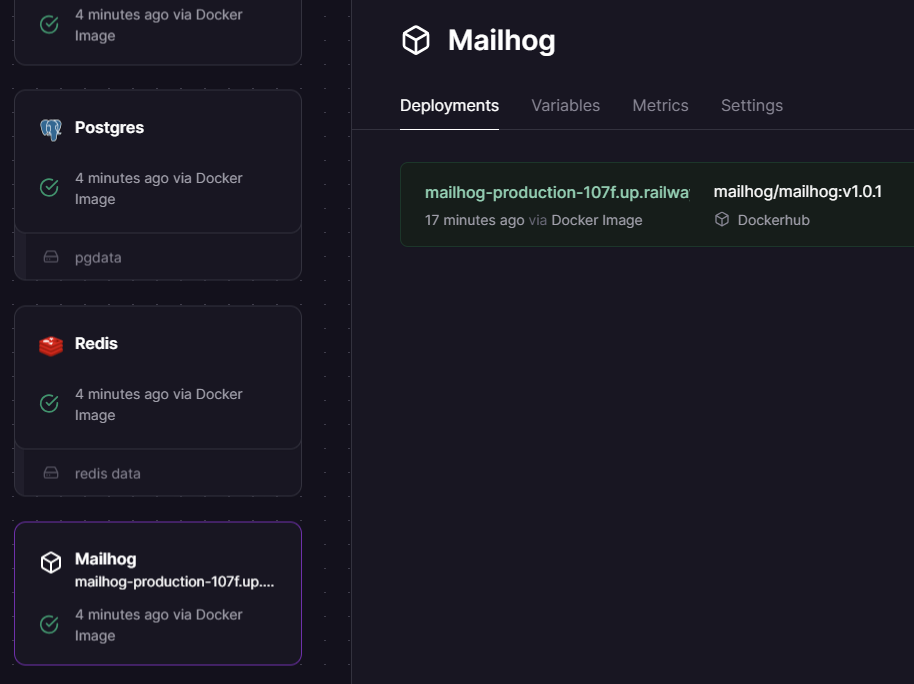 4 minutes ago via Docker
Image
Postgres
4 minutes ago via Docker
Image
pgdata
Redis
4 minutes ago via Docker
Image
redis data
Mailhog
mailhog-production-107f.up....
4 minutes ago via Docker
Image
Mailhog
Deployments Variables Metrics Settings
mailhog-production-107f.up.railwa mailhog/mailhog:v1.0.1
17 minutes ago via Docker Image Dockerhub